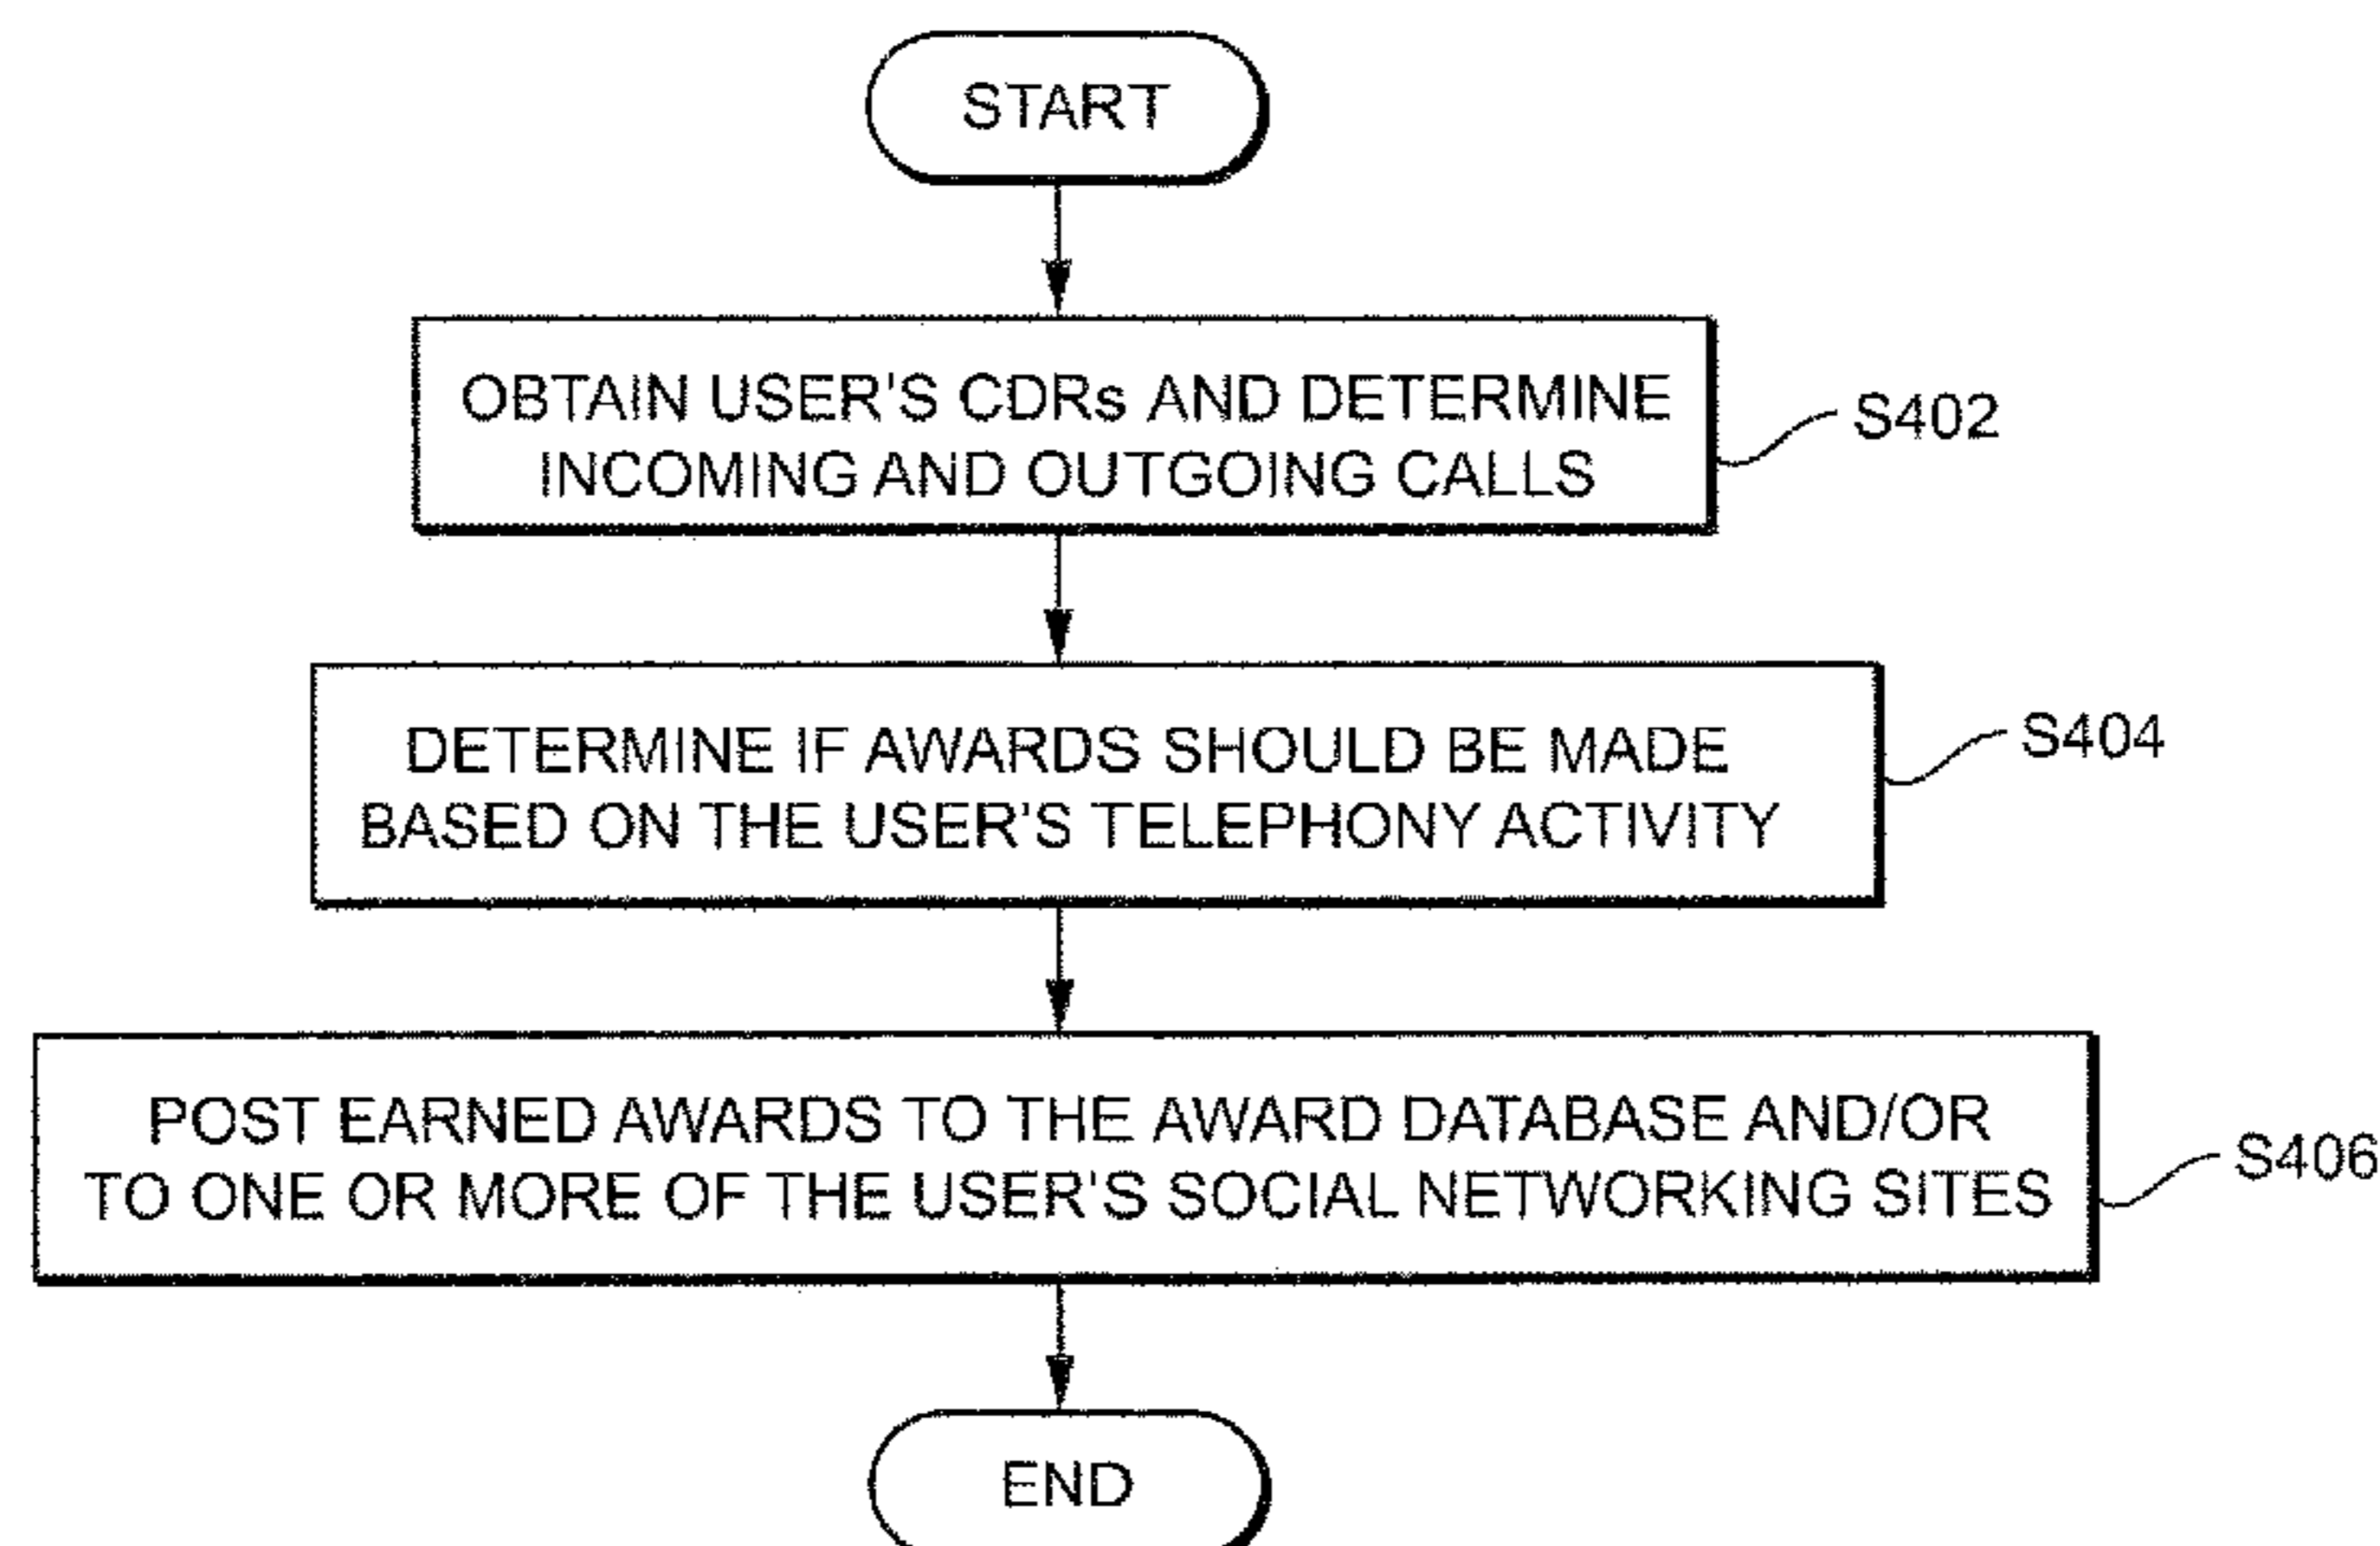 START
OBTAIN USER'S CDRs AND DETERMINE
INCOMING AND OUTGOING CALLS
S402
DETERMINE IF AWARDS SHOULD BE MADE
BASED ON THE USER'S TELEPHONY ACTIVITY
S404
POST EARNED AWARDS TO THE AWARD DATABASE AND/OR
TO ONE OR MORE OF THE USER'S SOCIAL NETWORKING SITES
S406
END